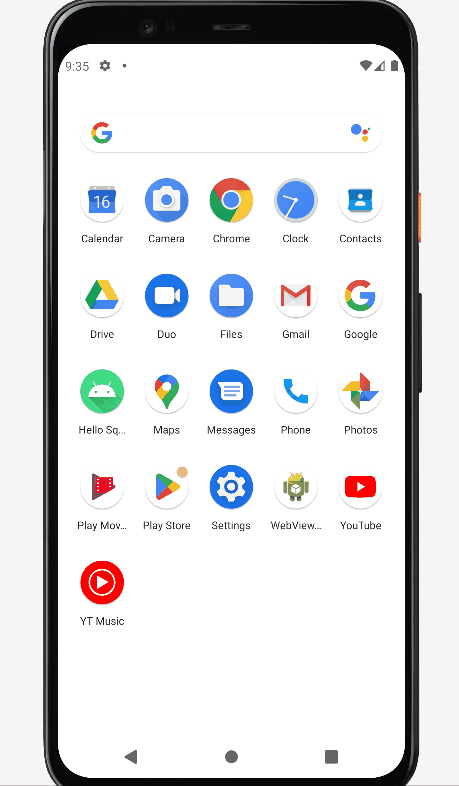 9:35
16
Calendar Camera Chrome Clock Contacts
Drive Duo Files Gmail Google
Hello Sq... Maps Messages Phone Photos
Play Mov... Play Store Settings WebView... YouTube
YT Music